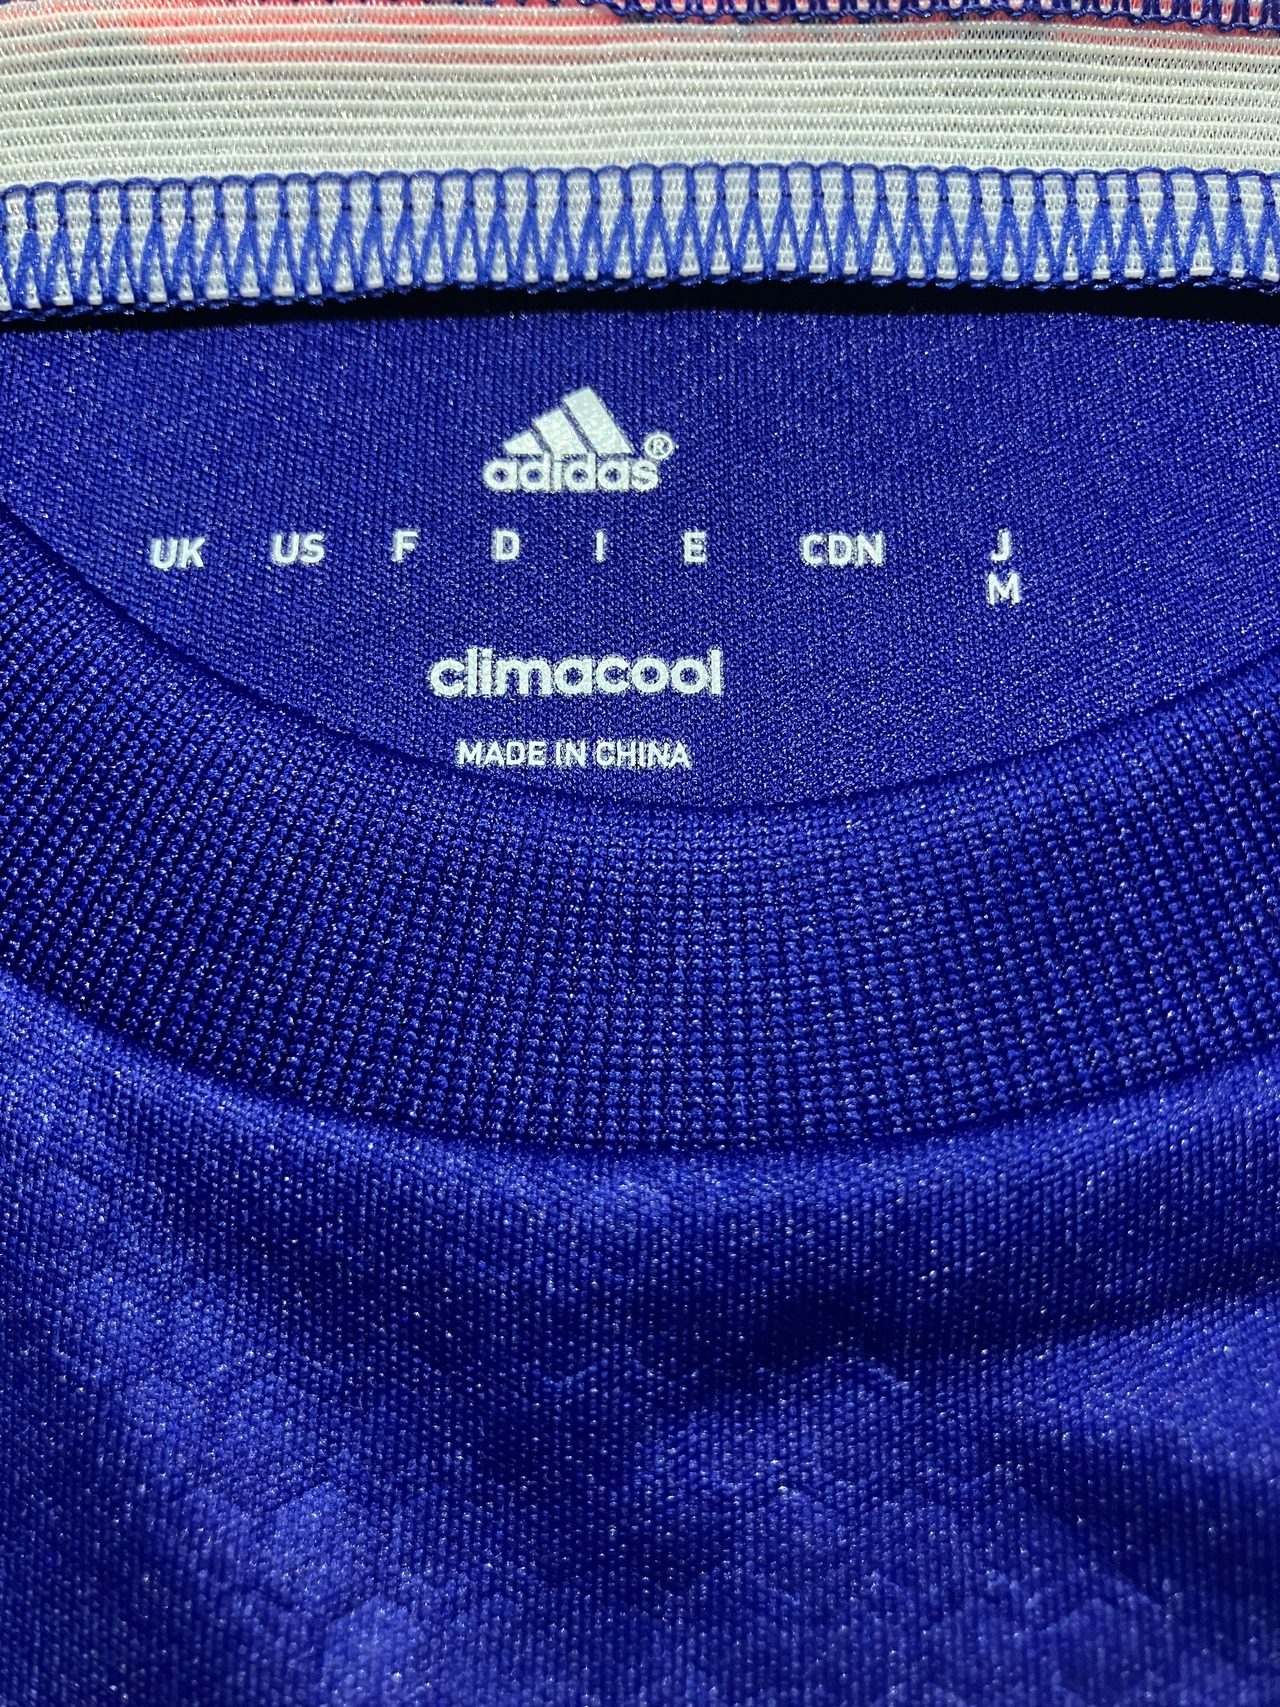 adidas®
UK US F D I E CDN J
M
climacool
MADE IN CHINA